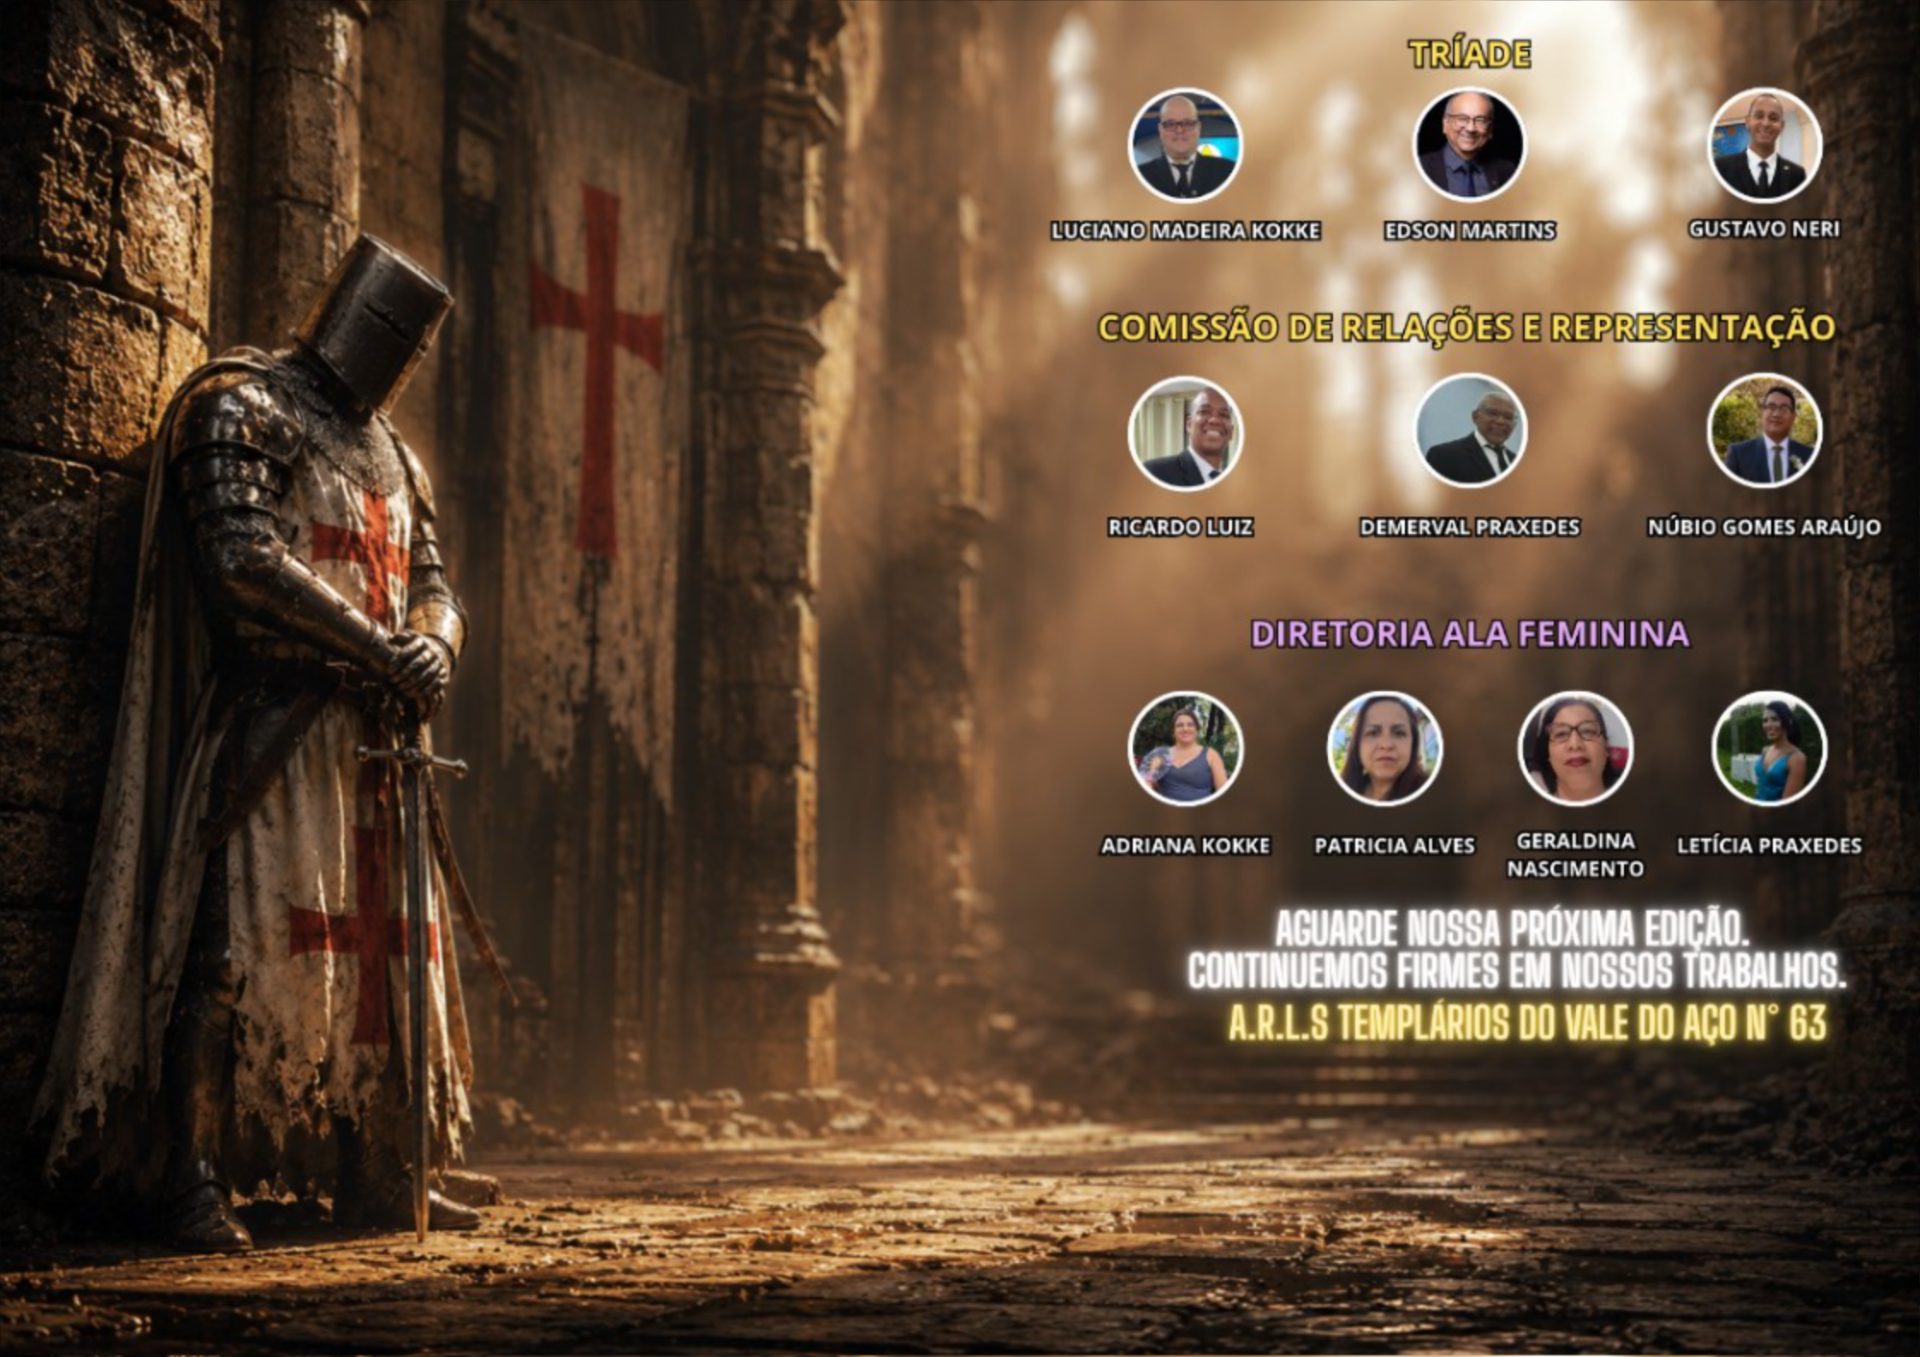 TRÍADE
LUCIANO MADEIRA KOKKE
EDSON MARTINS
GUSTAVO NERI
COMISSÃO DE RELAÇÕES E REPRESENTAÇÃO
RICARDO LUIZ
DEMERVAL PRAXEDES
NÚBIO GOMES ARAÚJO
DIRETORIA ALA FEMININA
ADRIANA KOKKE
PATRICIA ALVES
GERALDINA
NASCIMENTO
LETÍCIA PRAXEDES
AGUARDE NOSSA PRÓXIMA EDIÇÃO.
CONTINUEMOS FIRMES EM NOSSOS TRABALHOS.
A.R.L.S TEMPLÁRIOS DO VALE DO AÇO N° 63